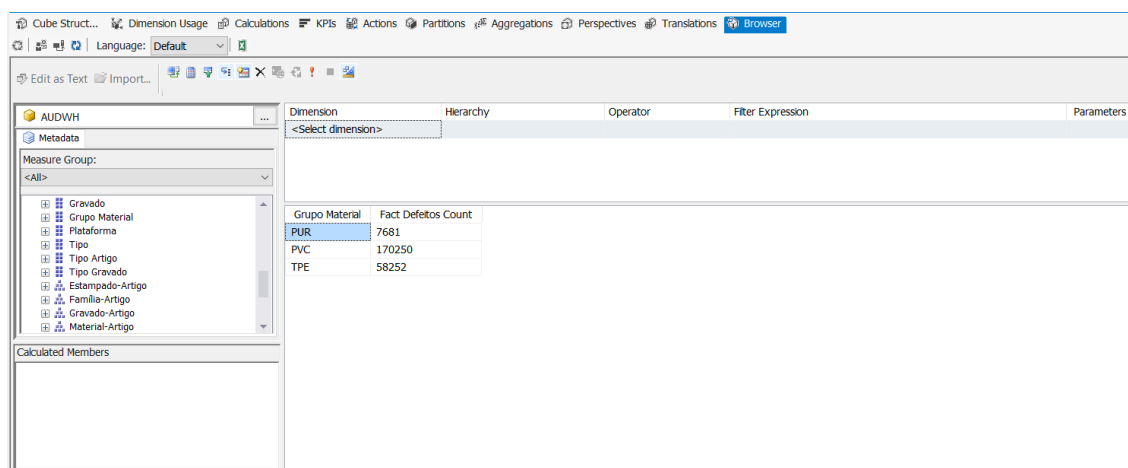 Cube Struct... Dimension Usage Calculations KPIs Actions Partitions Aggregations Perspectives Translations Browser
Language: Default
Edit as Text Import...
AUDWH ...
Metadata
Measure Group:
<All>
Gravado
Grupo Material
Plataforma
Tipo
Tipo Artigo
Tipo Gravado
Estampado-Artigo
Família-Artigo
Gravado-Artigo
Material-Artigo
Calculated Members
Dimension Hierarchy Operator Filter Expression Parameters
<Select dimension>
Grupo Material Fact Defeitos Count
PUR 7681
PVC 170250
TPE 58252